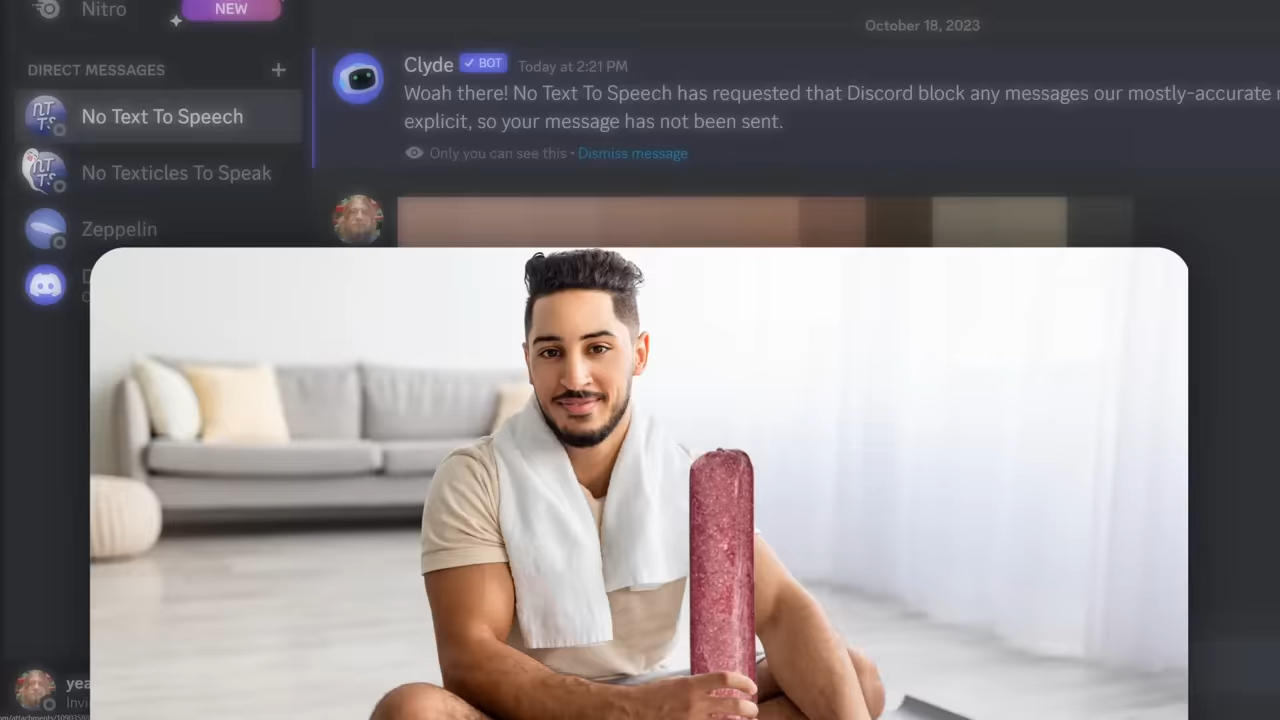 Nitro
NEW
October 18, 2023
DIRECT MESSAGES
No Text To Speech
No Texticles To Speak
Zeppelin
Clyde
✓ BOT
Today at 2:21 PM
Woah there! No Text To Speech has requested that Discord block any messages our mostly-accurate
explicit, so your message has not been sent.
Only you can see this • Dismiss message